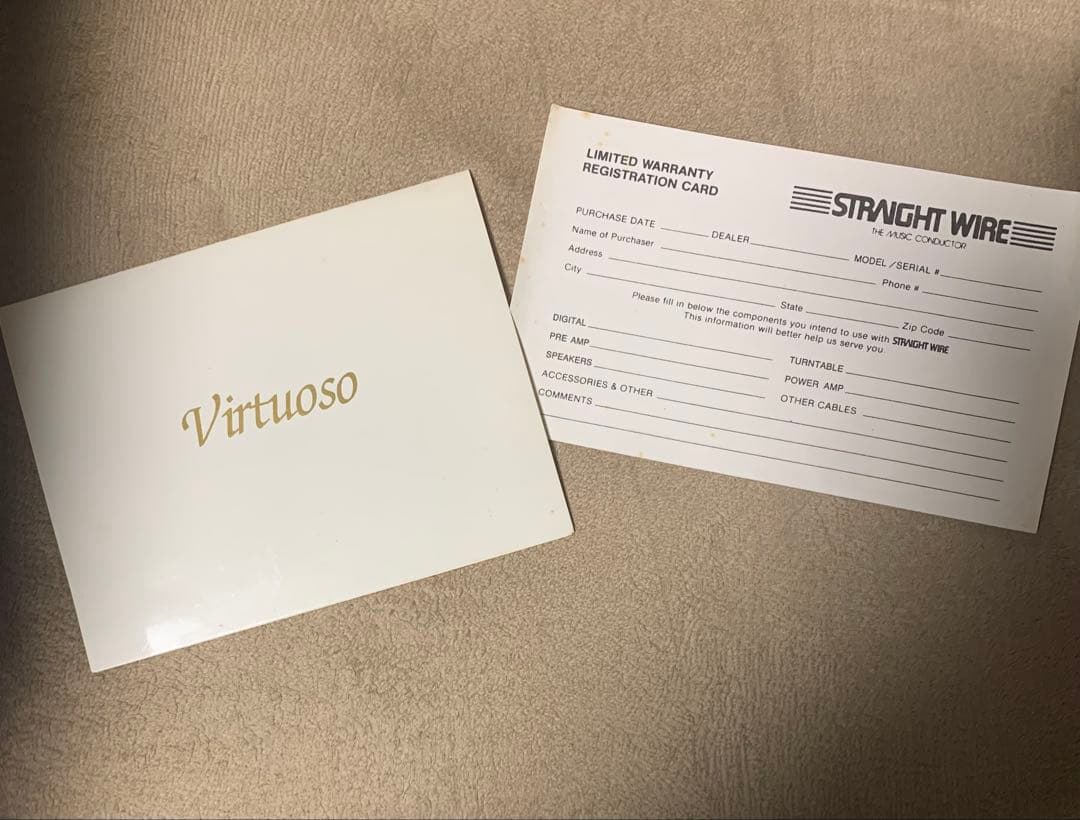 Virtuoso
LIMITED WARRANTY
REGISTRATION CARD
STRAIGHT WIRE
THE MUSIC CONDUCTOR
PURCHASE DATE DEALER MODEL / SERIAL #
Name of Purchaser Phone #
Address
City State Zip Code
Please fill in below the components you intend to use with STRAIGHT WIRE
This information will better help us serve you.
DIGITAL TURNTABLE
PRE AMP POWER AMP
SPEAKERS OTHER CABLES
ACCESSORIES & OTHER
COMMENTS